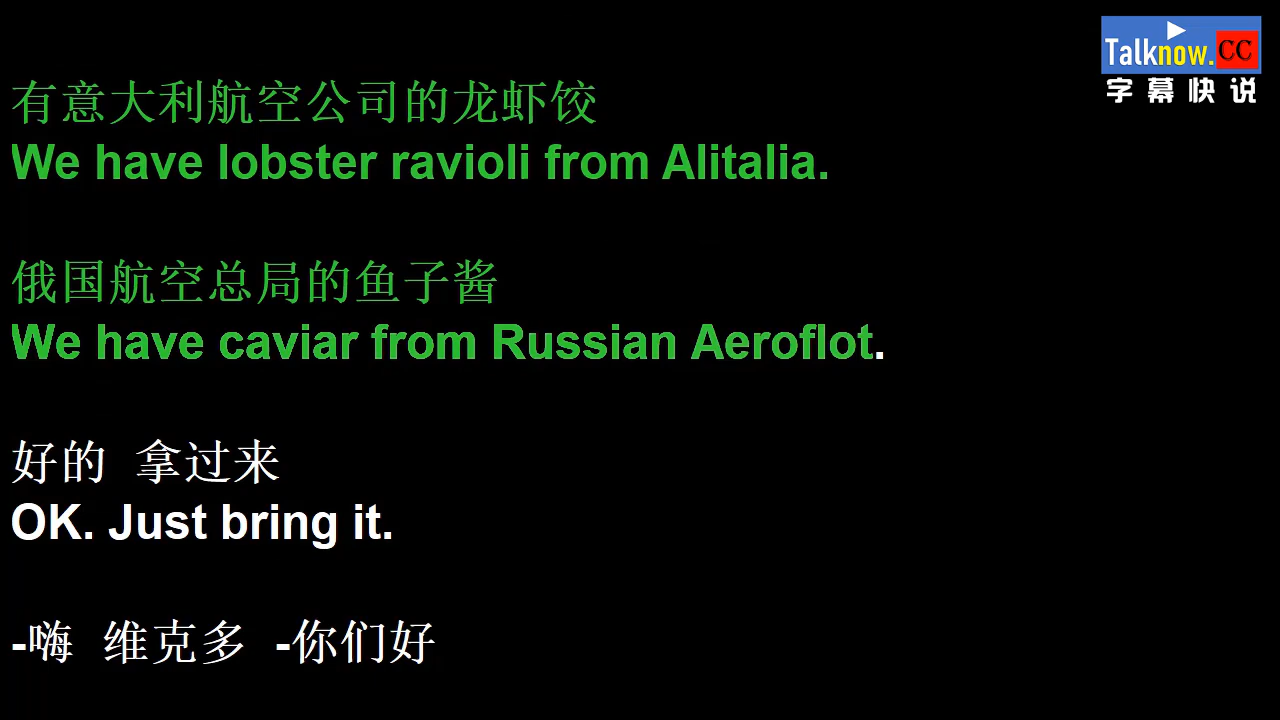 Talknow.CC
字幕快说
有意大利航空公司的龙虾饺
We have lobster ravioli from Alitalia.
俄国航空总局的鱼子酱
We have caviar from Russian Aeroflot.
好的 拿过来
OK. Just bring it.
-嗨 维克多 -你们好